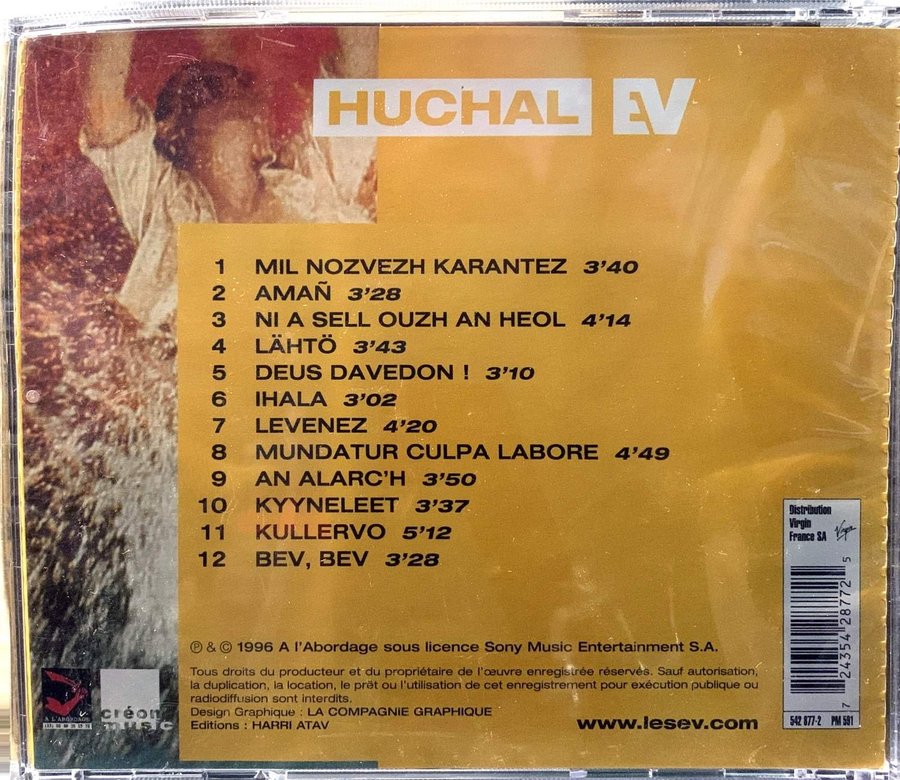 HUCHAL EV
1 MIL NOZVEZH KARANTEZ 3'40
2 AMAÑ 3'28
3 NI A SELL OUZH AN HEOL 4'14
4 LÄHTÖ 3'43
5 DEUS DAVEDON ! 3'10
6 IHALA 3'02
7 LEVENEZ 4'20
8 MUNDATUR CULPA LABORE 4'49
9 AN ALARC'H 3'50
10 KYYNELEET 3'37
11 KULLERVO 5'12
12 BEV, BEV 3'28
Distribution
Virgin
France SA
Virgin
7 24354 28772 5
542 877-2 PM 581
℗ & © 1996 A l'Abordage sous licence Sony Music Entertainment S.A.
Tous droits du producteur et du propriétaire de l'œuvre enregistrée réservés. Sauf autorisation,
la duplication, la location, le prêt ou l'utilisation de cet enregistrement pour exécution publique ou
radiodiffusion sont interdits.
Design Graphique : LA COMPAGNIE GRAPHIQUE
Editions : HARRI ATAV
www.lesev.com
A L'ABORDAGE
créon
music